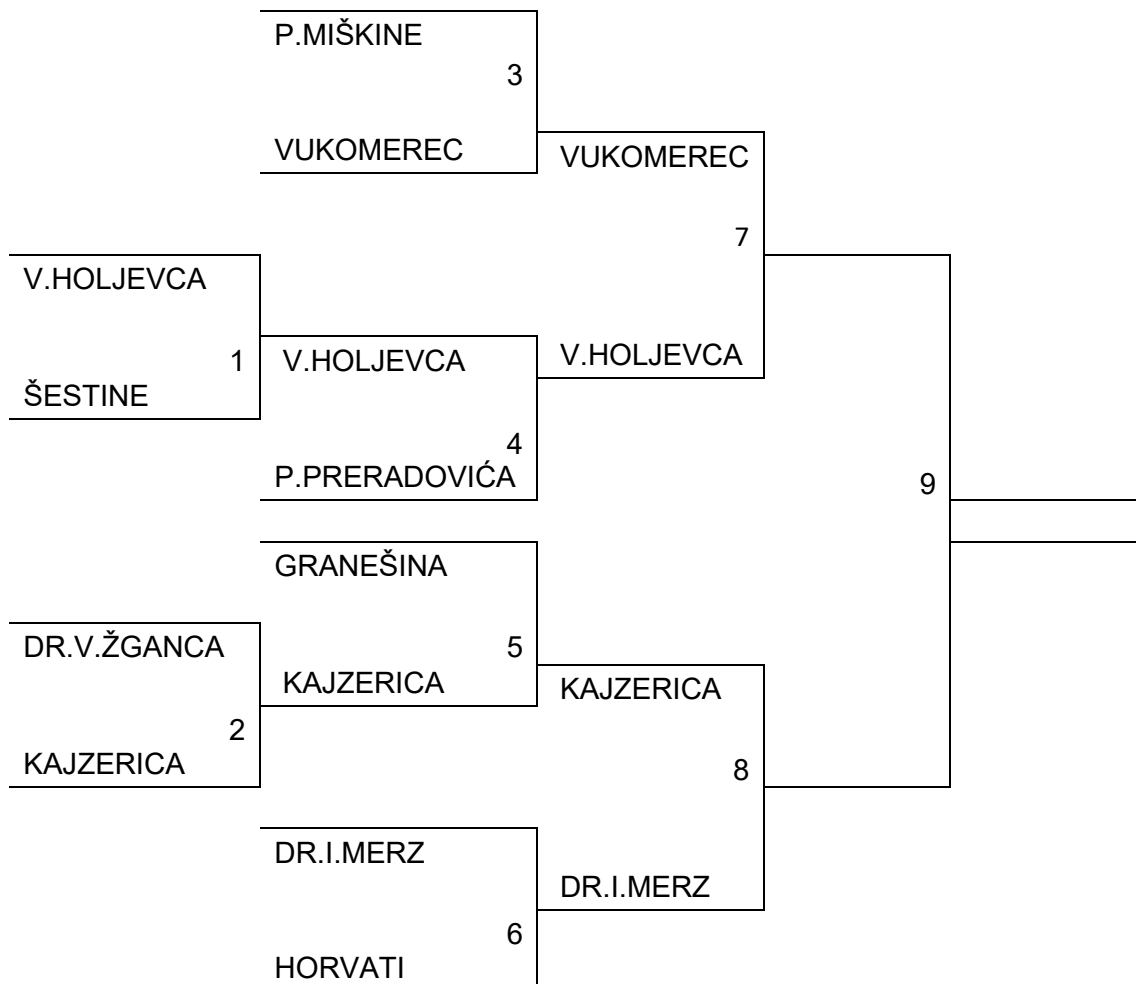 P.MIŠKINE
3
VUKOMEREC
VUKOMEREC
7
V.HOLJEVCA
1
V.HOLJEVCA
V.HOLJEVCA
ŠESTINE
4
P.PRERADOVIĆA
9
GRANEŠINA
DR.V.ŽGANCA
5
KAJZERICA
KAJZERICA
2
KAJZERICA
8
DR.I.MERZ
DR.I.MERZ
6
HORVATI